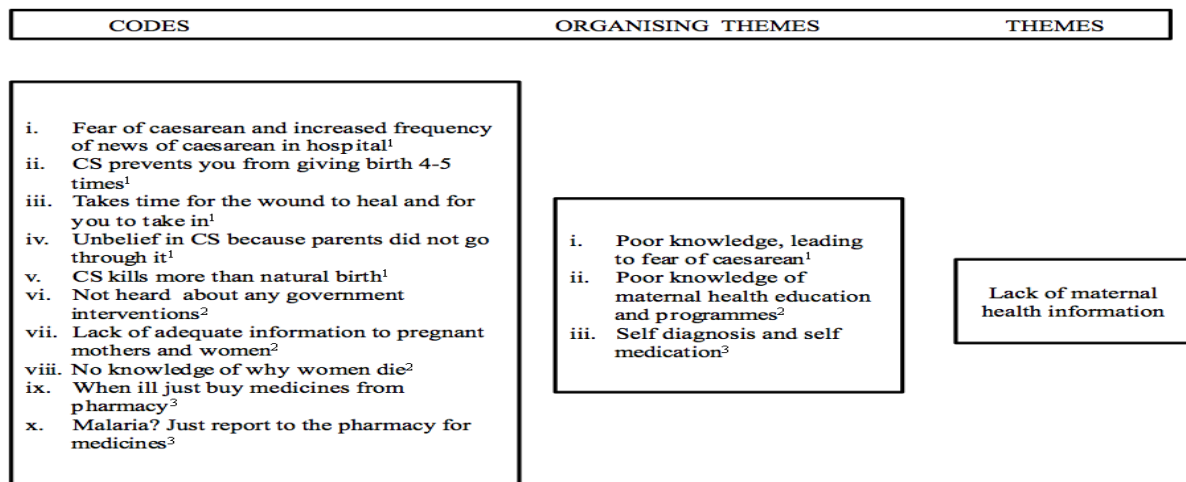 CODES ORGANISING THEMES THEMES
i. Fear of caesarean and increased frequency
of news of caesarean in hospital¹
ii. CS prevents you from giving birth 4-5
times¹
iii. Takes time for the wound to heal and for
you to take in¹
iv. Unbelief in CS because parents did not go
through it¹
v. CS kills more than natural birth¹
vi. Not heard about any government
interventions²
vii. Lack of adequate information to pregnant
mothers and women²
viii. No knowledge of why women die²
ix. When ill just buy medicines from
pharmacy³
x. Malaria? Just report to the pharmacy for
medicines³
i. Poor knowledge, leading
to fear of caesarean¹
ii. Poor knowledge of
maternal health education
and programmes²
iii. Self diagnosis and self
medication³
Lack of maternal
health information